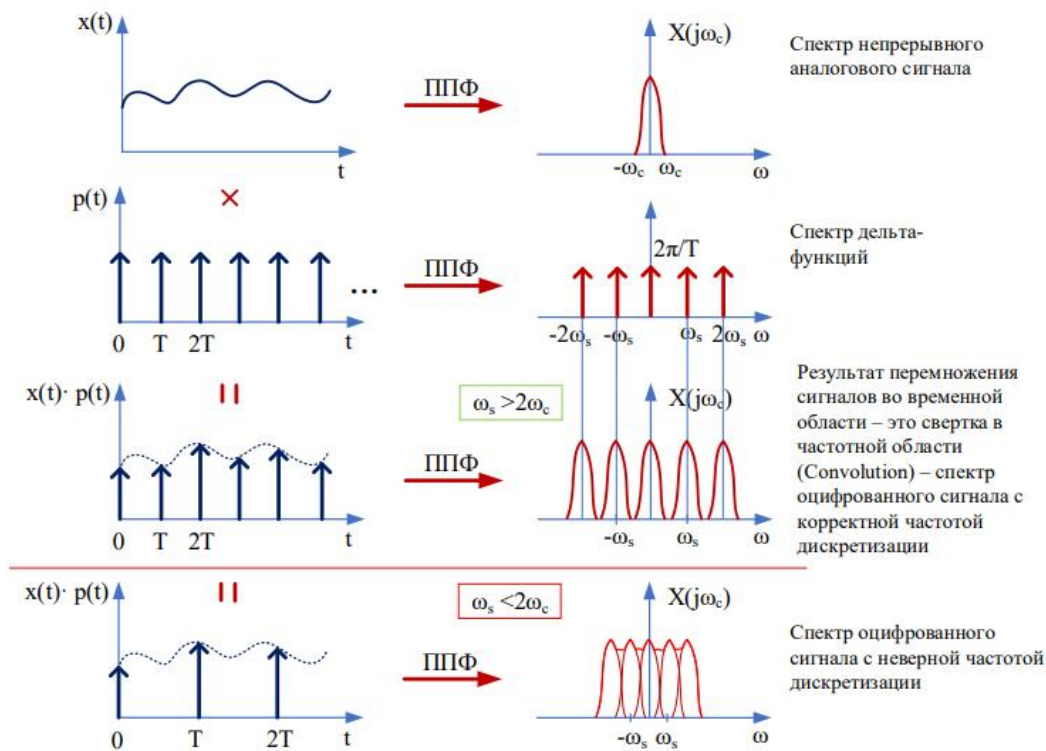 x(t)
ППФ
t
X(jωc)
-ωc ωc ω
Спектр непрерывного
аналогового сигнала
p(t)
×
...
0 T 2T t
ППФ
2π/T
-2ωs -ωs ωs 2ωs ω
Спектр дельта-
функций
x(t)· p(t)
0 T 2T t
ωs >2ωc
ППФ
X(jωc)
-ωs ωs ω
Результат перемножения
сигналов во временной
области – это свертка в
частотной области
(Convolution) – спектр
оцифрованного сигнала с
корректной частотой
дискретизации
x(t)· p(t)
0 T 2T t
ωs <2ωc
ППФ
X(jωc)
-ωs ωs ω
Спектр оцифрованного
сигнала с неверной частотой
дискретизации